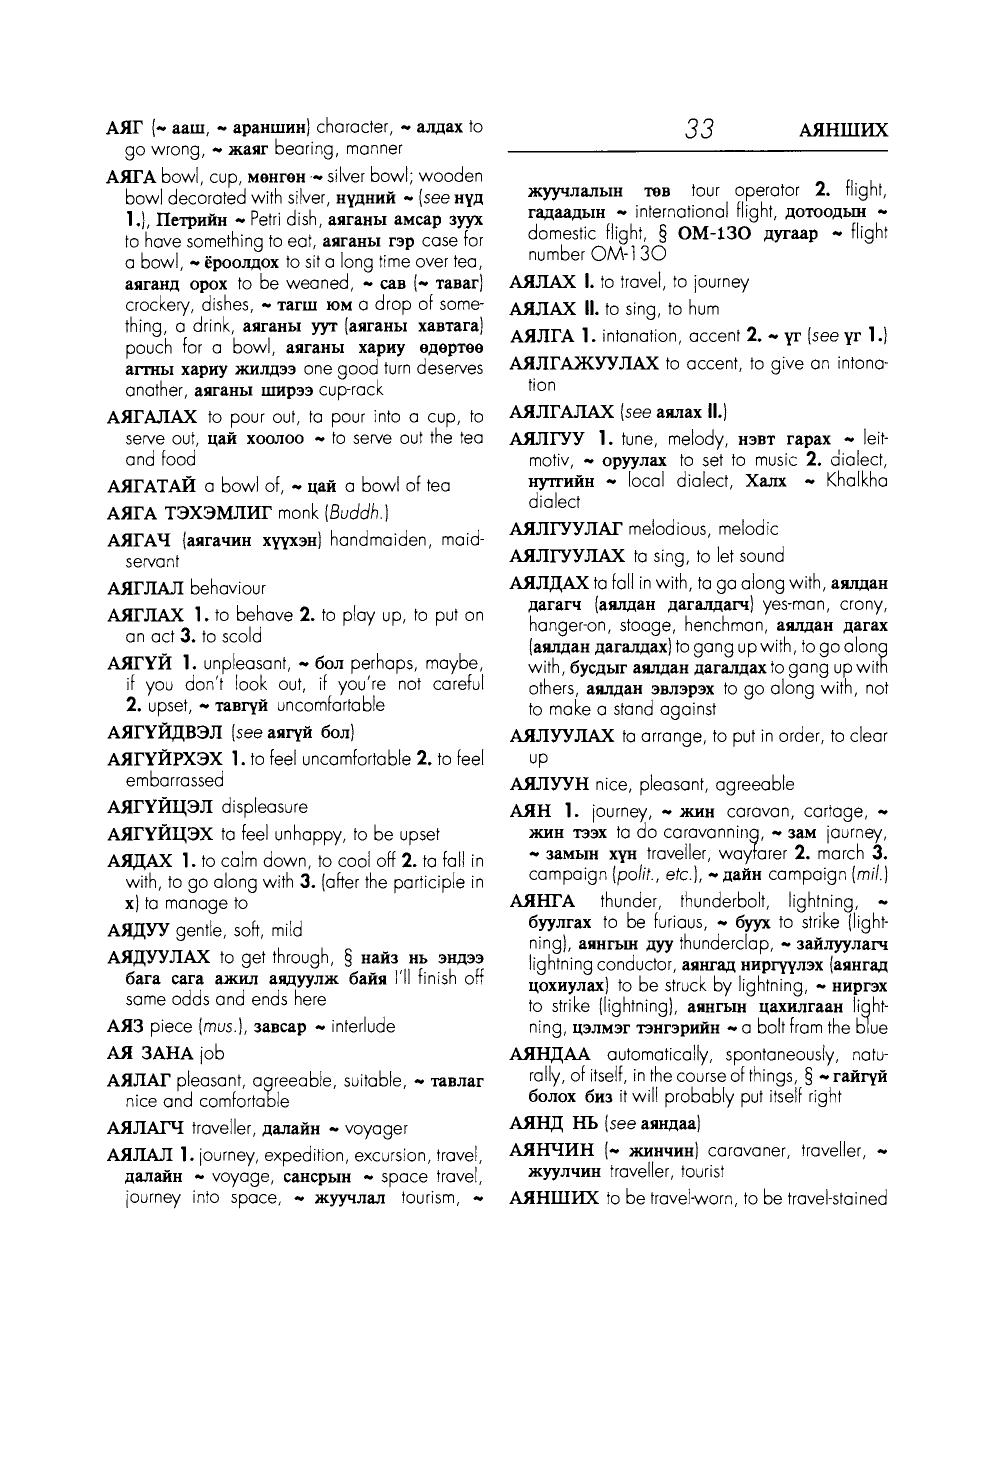 АЯГ (~ ааш, ~ араншин) character, ~ алдах to
go wrong, ~ жаяг bearing, manner
АЯГА bowl, cup, мөнгөн ~ silver bowl; wooden
bowl decorated with silver, нүдний ~ (see нүд
1.), Петрийн ~ Petri dish, аяганы амсар зуух
to have something to eat, аяганы гэр case for
a bowl, ~ ёроолдох to sit a long time over tea,
аяганд орох to be weaned, ~ сав (~ таваг)
crockery, dishes, ~ тагш юм a drop of some-
thing, a drink, аяганы уут (аяганы хавтага)
pouch for a bowl, аяганы хариу өдөртөө
агтны хариу жилдээ one good turn deserves
another, аяганы ширээ cup-rack
АЯГАЛАХ to pour out, to pour into a cup, to
serve out, цай хоолоо ~ to serve out the tea
and food
АЯГАТАЙ a bowl of, ~ цай a bowl of tea
АЯГА ТЭХЭМЛИГ monk (Buddh.)
АЯГАЧ (аягачин хүүхэн) handmaiden, maid-
servant
АЯГЛАЛ behaviour
АЯГЛАХ 1. to behave 2. to play up, to put on
an act 3. to scold
АЯГҮЙ 1. unpleasant, ~ бол perhaps, maybe,
if you don't look out, if you're not careful
2. upset, ~ тавгүй uncomfortable
АЯГҮЙДВЭЛ (see аягүй бол)
АЯГҮЙРХЭХ 1. to feel uncomfortable 2. to feel
embarrassed
АЯГҮЙЦЭЛ displeasure
АЯГҮЙЦЭХ to feel unhappy, to be upset
АЯДАХ 1. to calm down, to cool off 2. to fall in
with, to go along with 3. (after the participle in
х) to manage to
АЯДУУ gentle, soft, mild
АЯДУУЛАХ to get through, § найз нь эндээ
бага сага ажил аядуулж байя I'll finish off
some odds and ends here
АЯЗ piece (mus.), завсар ~ interlude
АЯ ЗАНА job
АЯЛАГ pleasant, agreeable, suitable, ~ тавлаг
nice and comfortable
АЯЛАГЧ traveller, далайн ~ voyager
АЯЛАЛ 1. journey, expedition, excursion, travel,
далайн ~ voyage, сансрын ~ space travel,
journey into space, ~ жуучлал tourism, ~
33 АЯНШИХ
жуучлалын төв tour operator 2. flight,
гадаадын ~ international flight, дотоодын ~
domestic flight, § ОМ-13О дугаар ~ flight
number OM-13O
АЯЛАХ I. to travel, to journey
АЯЛАХ II. to sing, to hum
АЯЛГА 1. intonation, accent 2. ~ үг (see үг 1.)
АЯЛГАЖУУЛАХ to accent, to give an intona-
tion
АЯЛГАЛАХ (see аялах II.)
АЯЛГУУ 1. tune, melody, нэвт гарах ~ leit-
motiv, ~ оруулах to set to music 2. dialect,
нутгийн ~ local dialect, Халх ~ Khalkha
dialect
АЯЛГУУЛАГ melodious, melodic
АЯЛГУУЛАХ to sing, to let sound
АЯЛДАХ to fall in with, to go along with, аялдан
дагагч (аялдан дагалдагч) yes-man, crony,
hanger-on, stooge, henchman, аялдан дагах
(аялдан дагалдах) to gang up with, to go along
with, бусдыг аялдан дагалдах to gang up with
others, аялдан эвлэрэх to go along with, not
to make a stand against
АЯЛУУЛАХ to arrange, to put in order, to clear
up
АЯЛУУН nice, pleasant, agreeable
АЯН 1. journey, ~ жин caravan, cartage, ~
жин тээх to do caravanning, ~ зам journey,
~ замын хүн traveller, wayfarer 2. march 3.
campaign (polit., etc.), ~ дайн campaign (mil.)
АЯНГА thunder, thunderbolt, lightning, ~
буулгах to be furious, ~ буух to strike (light-
ning), аянгын дуу thunderclap, ~ зайлуулагч
lightning conductor, аянгад ниргүүлэх (аянгад
цохиулах) to be struck by lightning, ~ ниргэх
to strike (lightning), аянгын цахилгаан light-
ning, цэлмэг тэнгэрийн ~ a bolt from the blue
АЯНДАА automatically, spontaneously, natu-
rally, of itself, in the course of things, § ~ гайгүй
болох биз it will probably put itself right
АЯНД НЬ (see аяндаа)
АЯНЧИН (~ жинчин) caravaner, traveller, ~
жуулчин traveller, tourist
АЯНШИХ to be travel-worn, to be travel-stained